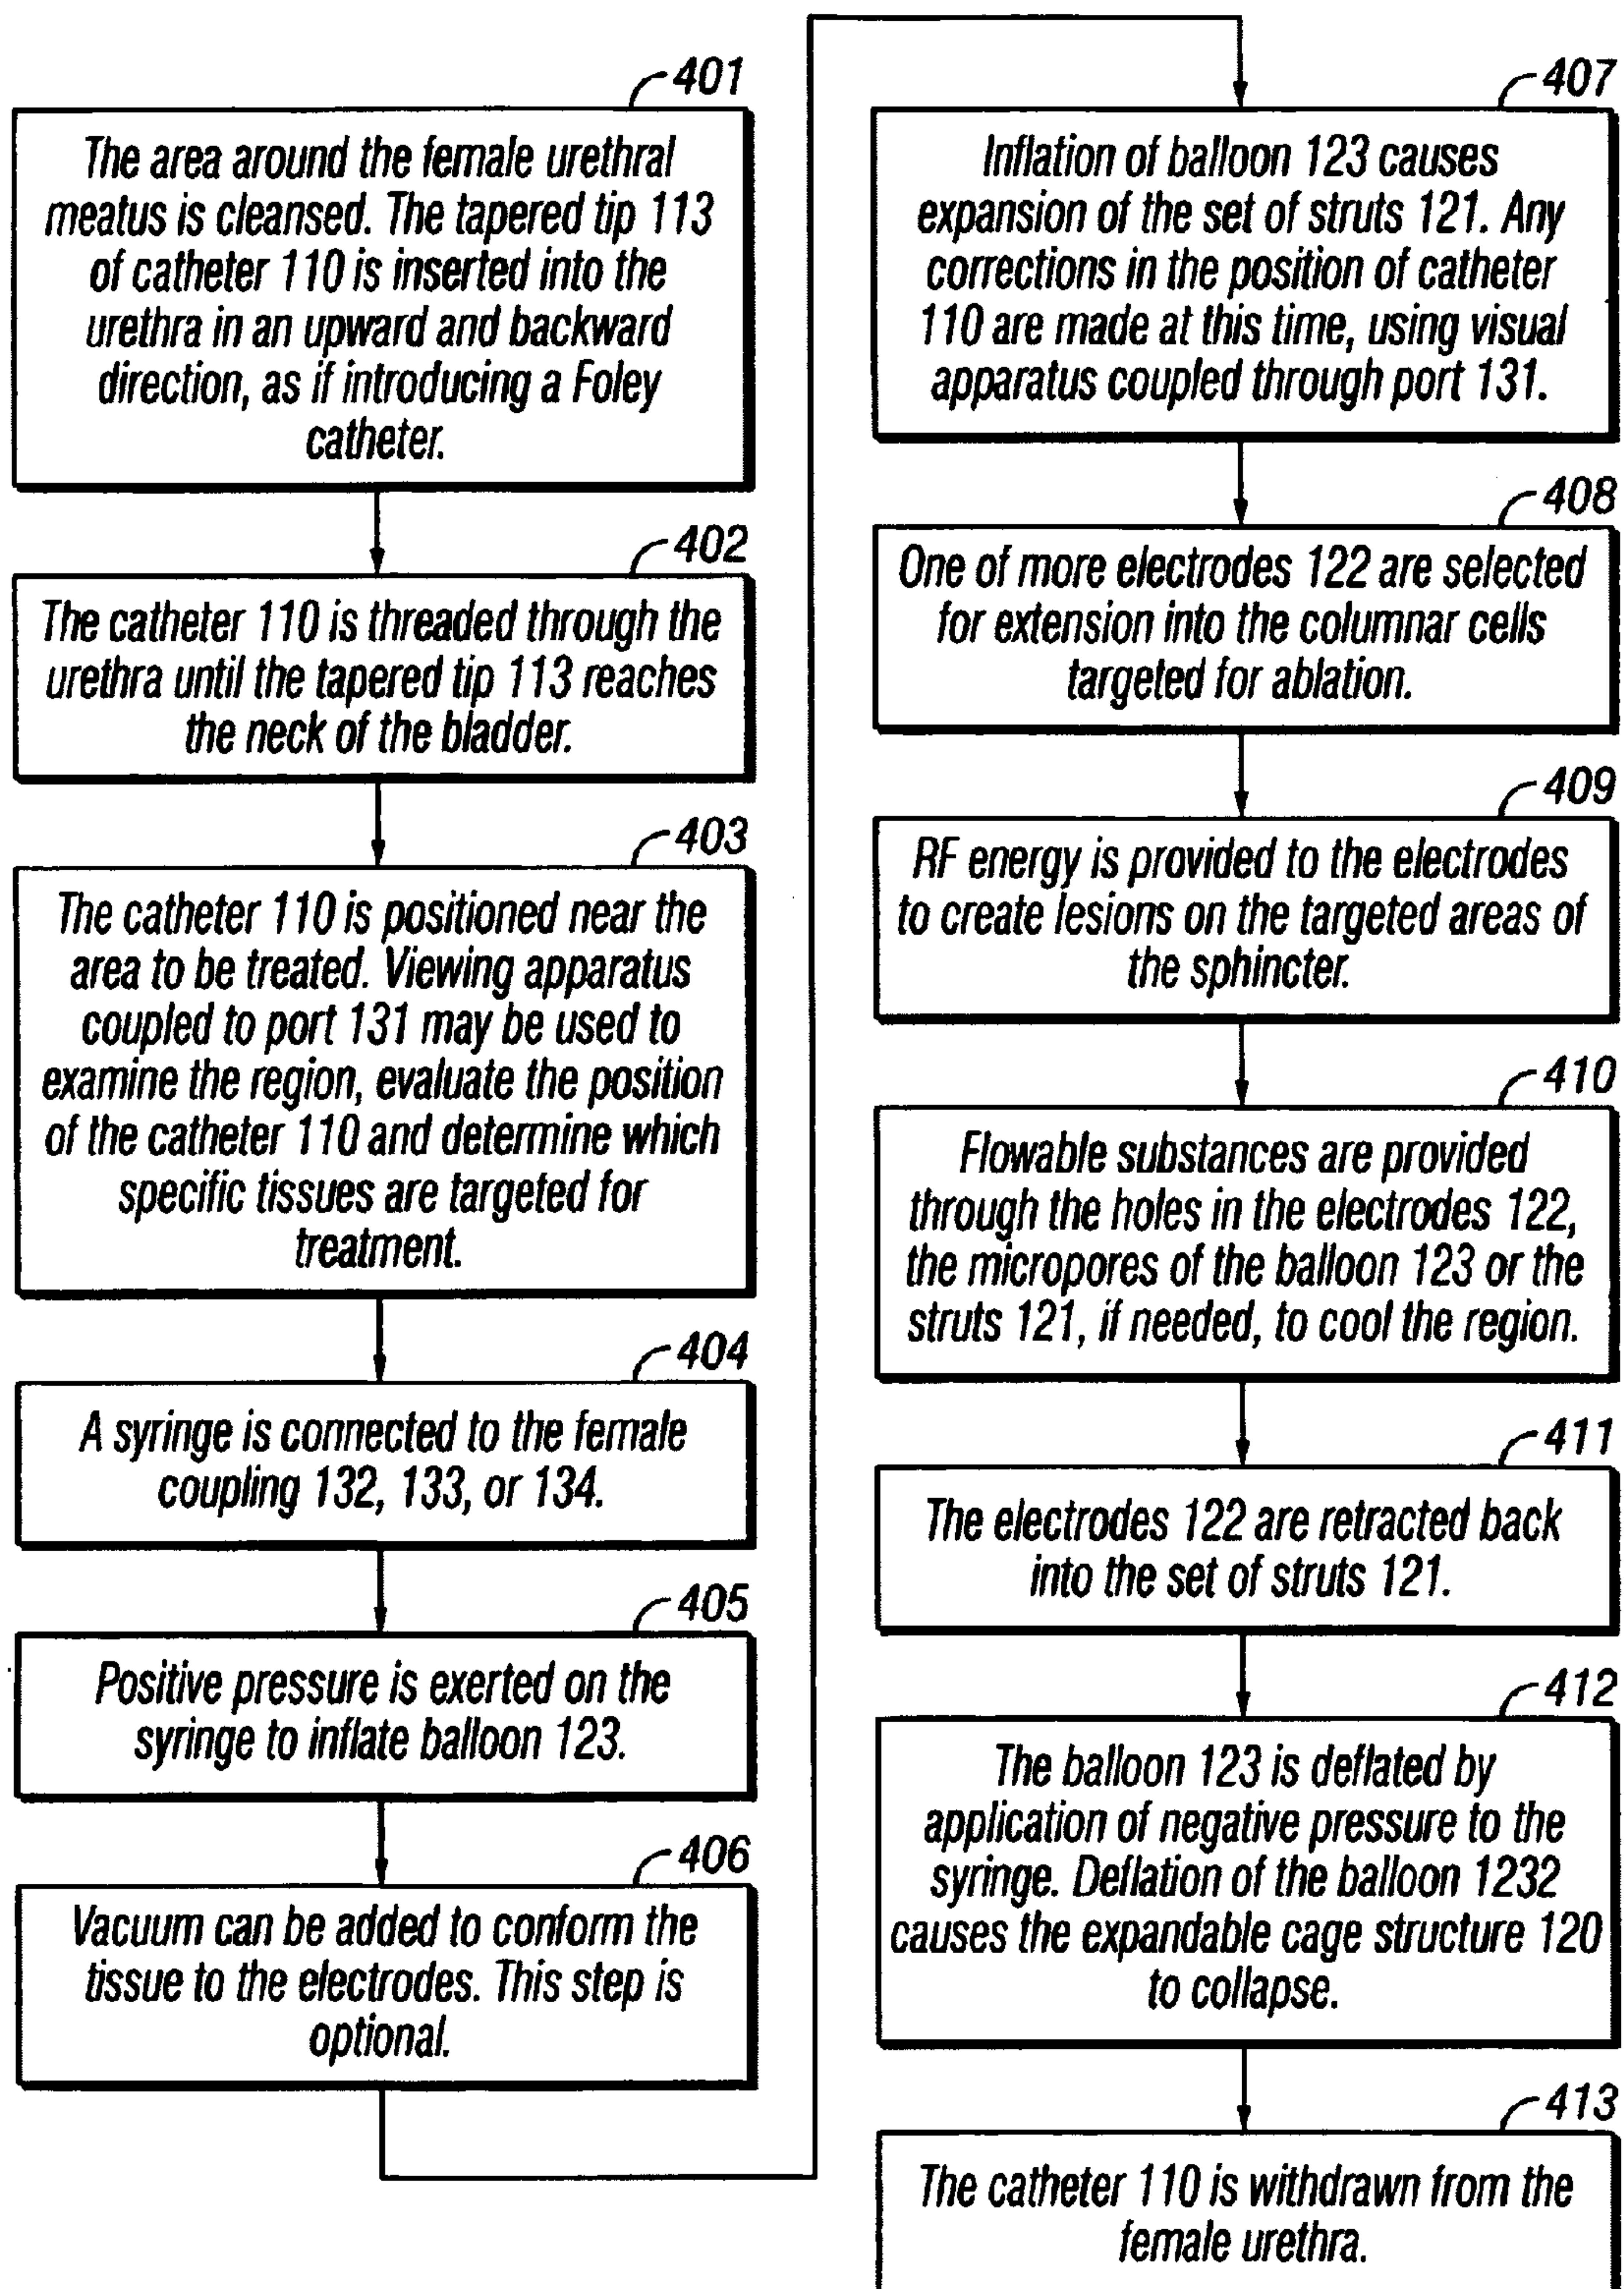 401
The area around the female urethral
meatus is cleansed. The tapered tip 113
of catheter 110 is inserted into the
urethra in an upward and backward
direction, as if introducing a Foley
catheter.
402
The catheter 110 is threaded through the
urethra until the tapered tip 113 reaches
the neck of the bladder.
403
The catheter 110 is positioned near the
area to be treated. Viewing apparatus
coupled to port 131 may be used to
examine the region, evaluate the position
of the catheter 110 and determine which
specific tissues are targeted for
treatment.
404
A syringe is connected to the female
coupling 132, 133, or 134.
405
Positive pressure is exerted on the
syringe to inflate balloon 123.
406
Vacuum can be added to conform the
tissue to the electrodes. This step is
optional.
407
Inflation of balloon 123 causes
expansion of the set of struts 121. Any
corrections in the position of catheter
110 are made at this time, using visual
apparatus coupled through port 131.
408
One of more electrodes 122 are selected
for extension into the columnar cells
targeted for ablation.
409
RF energy is provided to the electrodes
to create lesions on the targeted areas of
the sphincter.
410
Flowable substances are provided
through the holes in the electrodes 122,
the micropores of the balloon 123 or the
struts 121, if needed, to cool the region.
411
The electrodes 122 are retracted back
into the set of struts 121.
412
The balloon 123 is deflated by
application of negative pressure to the
syringe. Deflation of the balloon 1232
causes the expandable cage structure 120
to collapse.
413
The catheter 110 is withdrawn from the
female urethra.